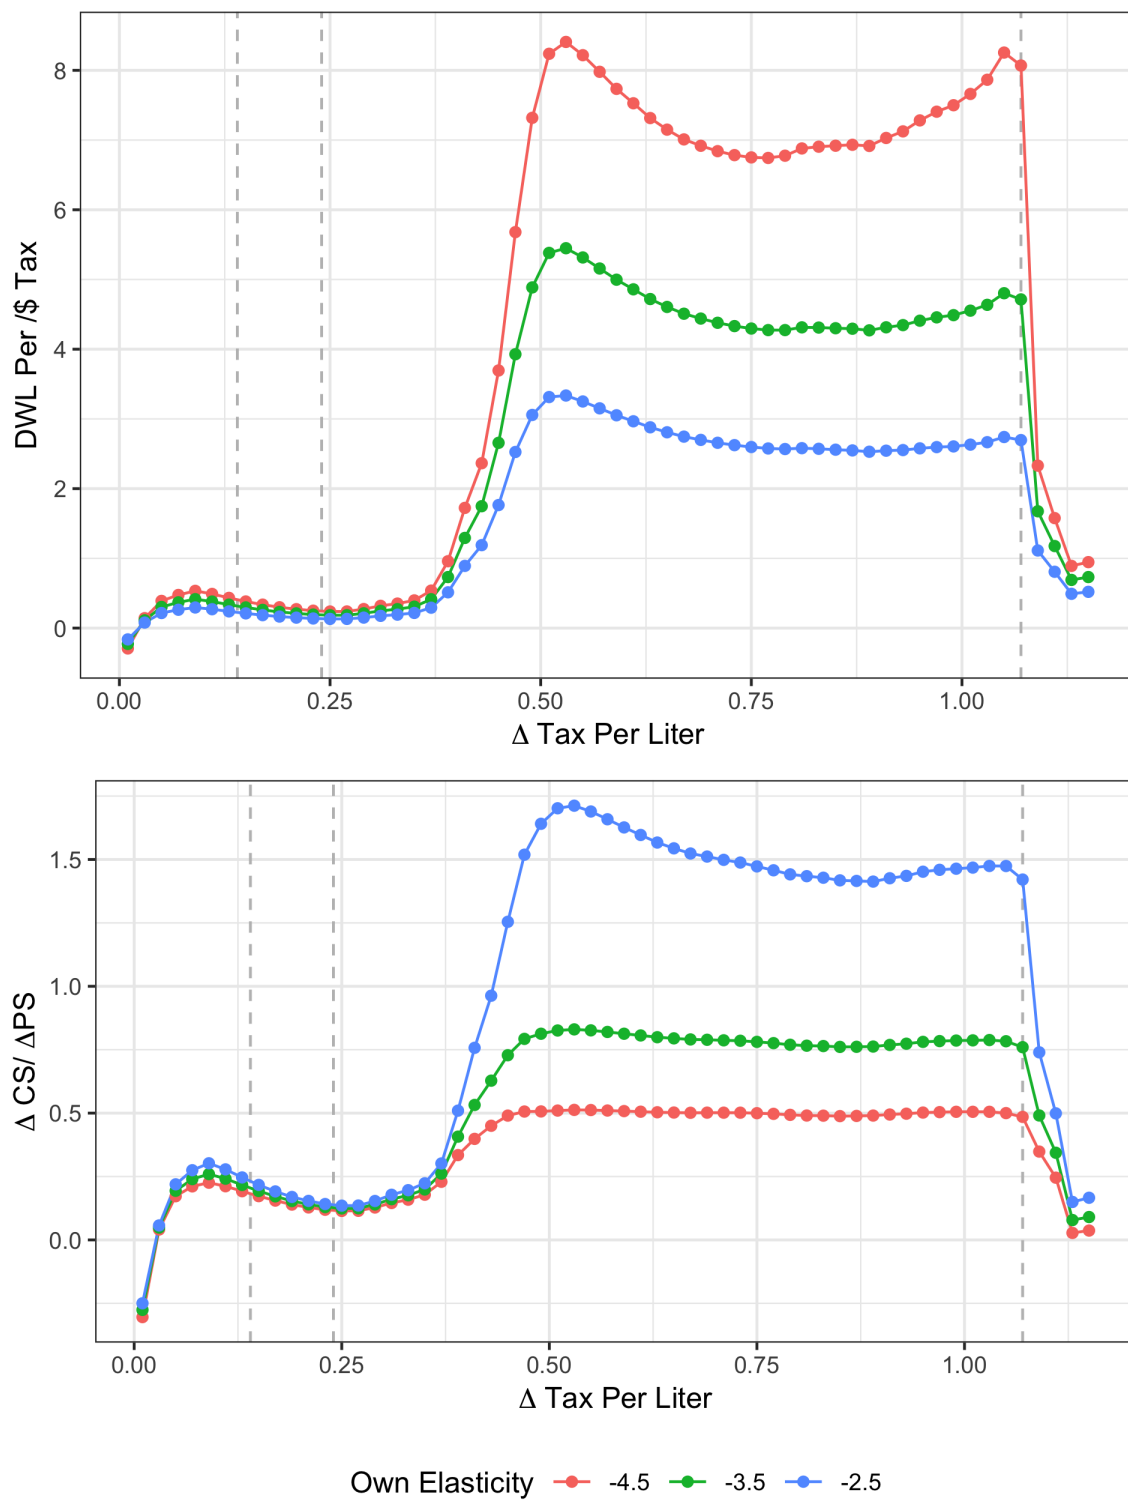 8
6
4
2
0
DWL Per /$ Tax
0.00 0.25 0.50 0.75 1.00
Δ Tax Per Liter
1.5
1.0
0.5
0.0
Δ CS/ ΔPS
0.00 0.25 0.50 0.75 1.00
Δ Tax Per Liter
Own Elasticity -4.5 -3.5 -2.5